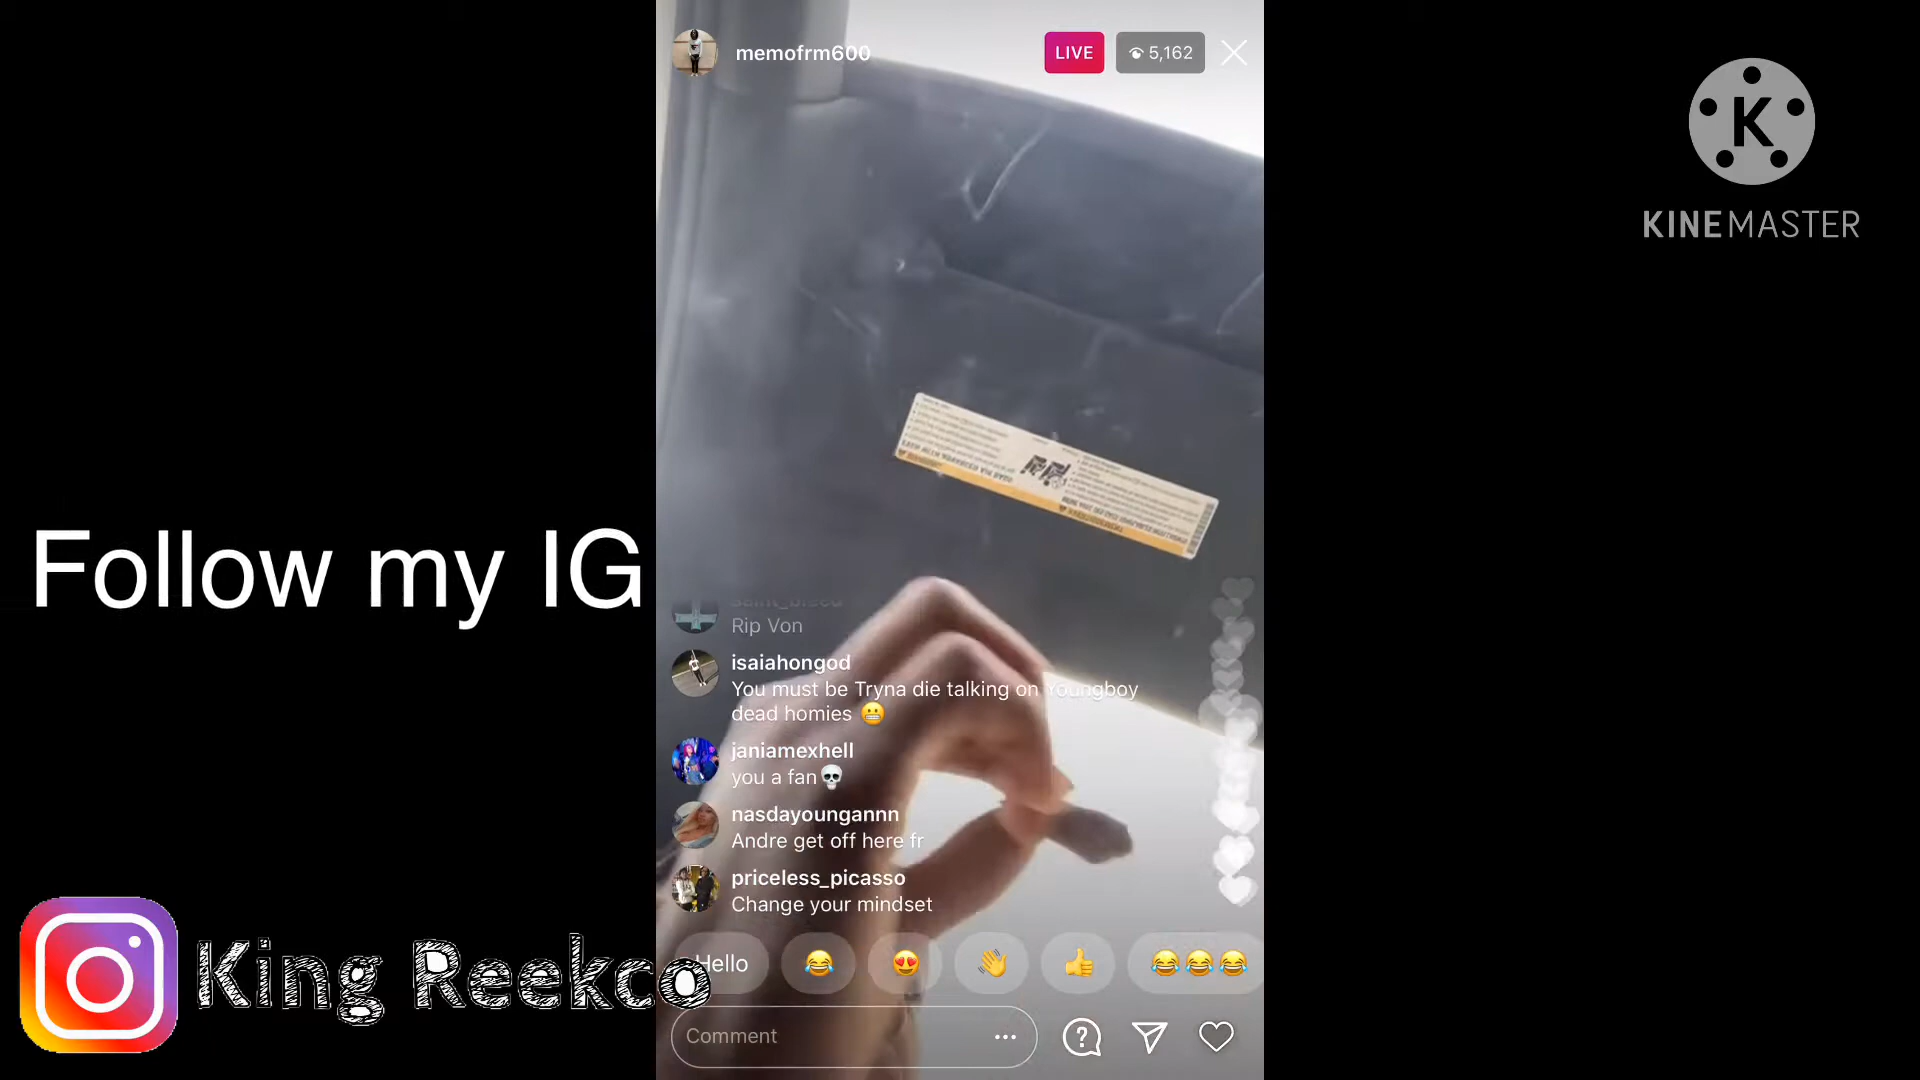 memofrm600
LIVE
5,162
K
KINEMASTER
Follow my IG
saint_bleed
Rip Von
isaiahongod
You must be Tryna die talking on Youngboy
dead homies 😬
janiamexhell
you a fan💀
nasdayoungannn
Andre get off here fr
priceless_picasso
Change your mindset
Hello
😂
😍
👋
👍
😂😂😂
King Reekco
Comment